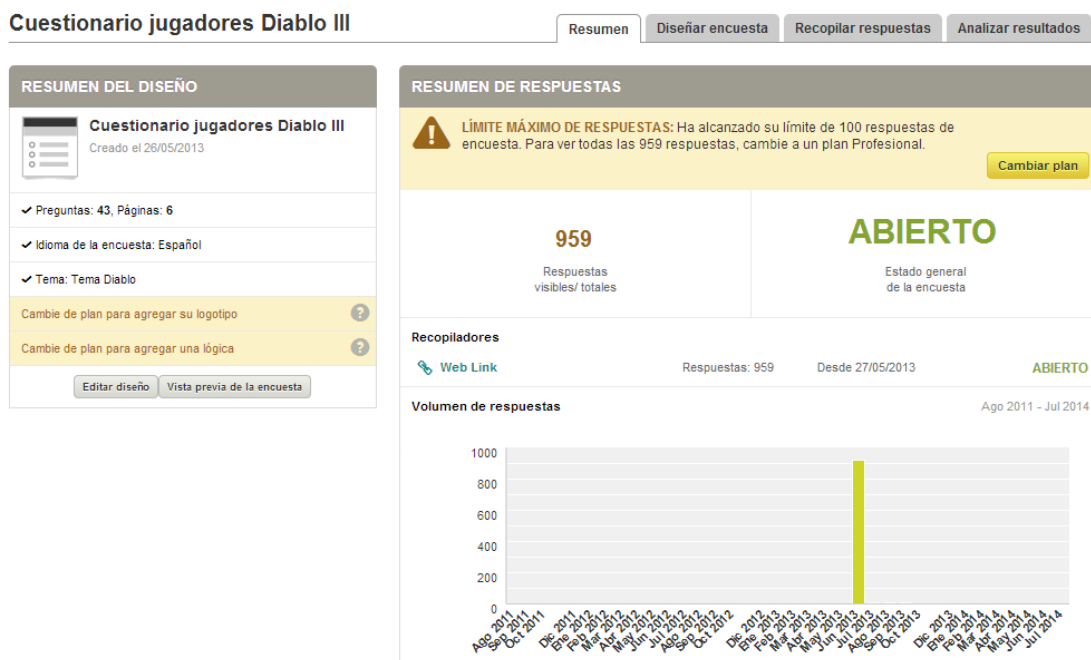 Cuestionario jugadores Diablo III
Resumen
Diseñar encuesta
Recopilar respuestas
Analizar resultados
RESUMEN DEL DISEÑO
Cuestionario jugadores Diablo III
Creado el 26/05/2013
Preguntas: 43, Páginas: 6
Idioma de la encuesta: Español
Tema: Tema Diablo
Cambie de plan para agregar su logotipo
?
Cambie de plan para agregar una lógica
?
Editar diseño
Vista previa de la encuesta
RESUMEN DE RESPUESTAS
LÍMITE MÁXIMO DE RESPUESTAS: Ha alcanzado su límite de 100 respuestas de
encuesta. Para ver todas las 959 respuestas, cambie a un plan Profesional.
Cambiar plan
959
Respuestas
visibles/ totales
ABIERTO
Estado general
de la encuesta
Recopiladores
Web Link
Respuestas: 959
Desde 27/05/2013
ABIERTO
Volumen de respuestas
Ago 2011 - Jul 2014
1000
800
600
400
200
0
Ago 2011
Sep 2011
Oct 2011
Dic 2011
Ene 2012
Feb 2012
Mar 2012
Abr 2012
May 2012
Jun 2012
Jul 2012
Ago 2012
Sep 2012
Oct 2012
Dic 2012
Ene 2013
Feb 2013
Mar 2013
Abr 2013
May 2013
Jun 2013
Jul 2013
Ago 2013
Sep 2013
Oct 2013
Dic 2013
Ene 2014
Feb 2014
Mar 2014
Abr 2014
May 2014
Jun 2014
Jul 2014